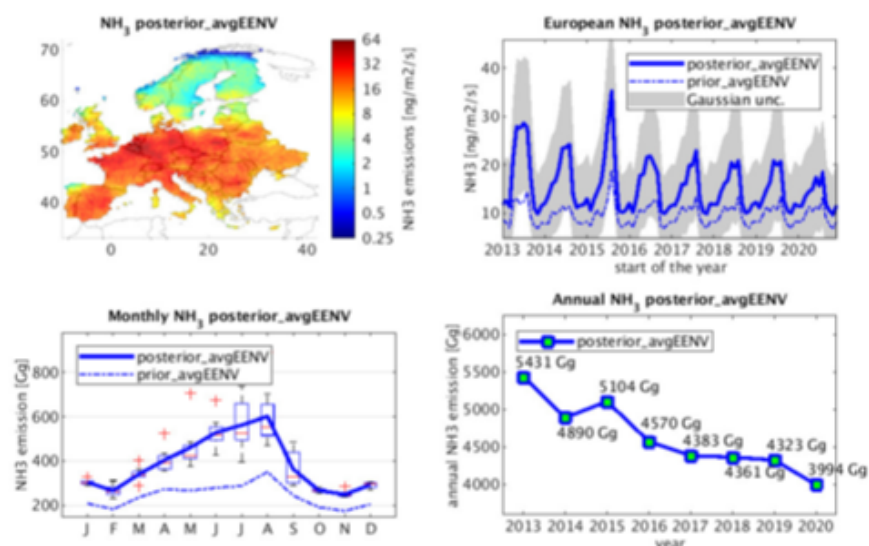 NH3 posterior_avgEENV
70
60
50
40
0
20
40
64
32
16
8
4
2
1
0.5
0.25
NH3 emissions [ng/m2/s]
European NH3 posterior_avgEENV
posterior_avgEENV
prior_avgEENV
Gaussian unc.
NH3 [ng/m2/s]
40
30
20
10
2013 2014 2015 2016 2017 2018 2019 2020
start of the year
Monthly NH3 posterior_avgEENV
posterior_avgEENV
prior_avgEENV
NH3 emission [Gg]
800
600
400
200
J F M A M J J A S O N D
Annual NH3 posterior_avgEENV
posterior_avgEENV
annual NH3 emission [Gg]
6000
5500
5000
4500
4000
5431 Gg
4890 Gg
5104 Gg
4570 Gg
4383 Gg
4361 Gg
4323 Gg
3994 Gg
2013 2014 2015 2016 2017 2018 2019 2020
year